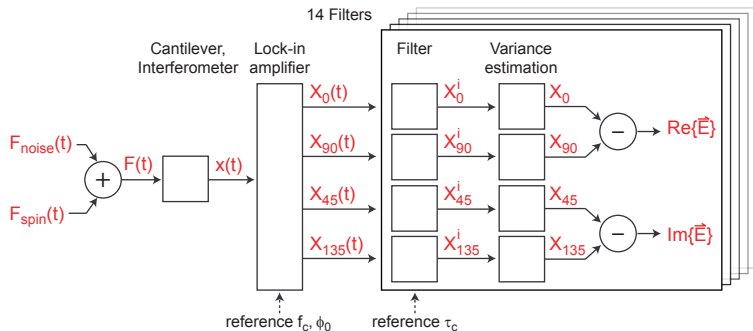 14 Filters
Cantilever,
Interferometer
Lock-in
amplifier
Filter
Variance
estimation
F_noise(t)
F_spin(t)
+
F(t)
x(t)
X_0(t)
X_90(t)
X_45(t)
X_135(t)
X_0^i
X_90^i
X_45^i
X_135^i
X_0
X_90
X_45
X_135
−
−
Re{E⃗}
Im{E⃗}
reference f_c, ϕ_0
reference τ_c